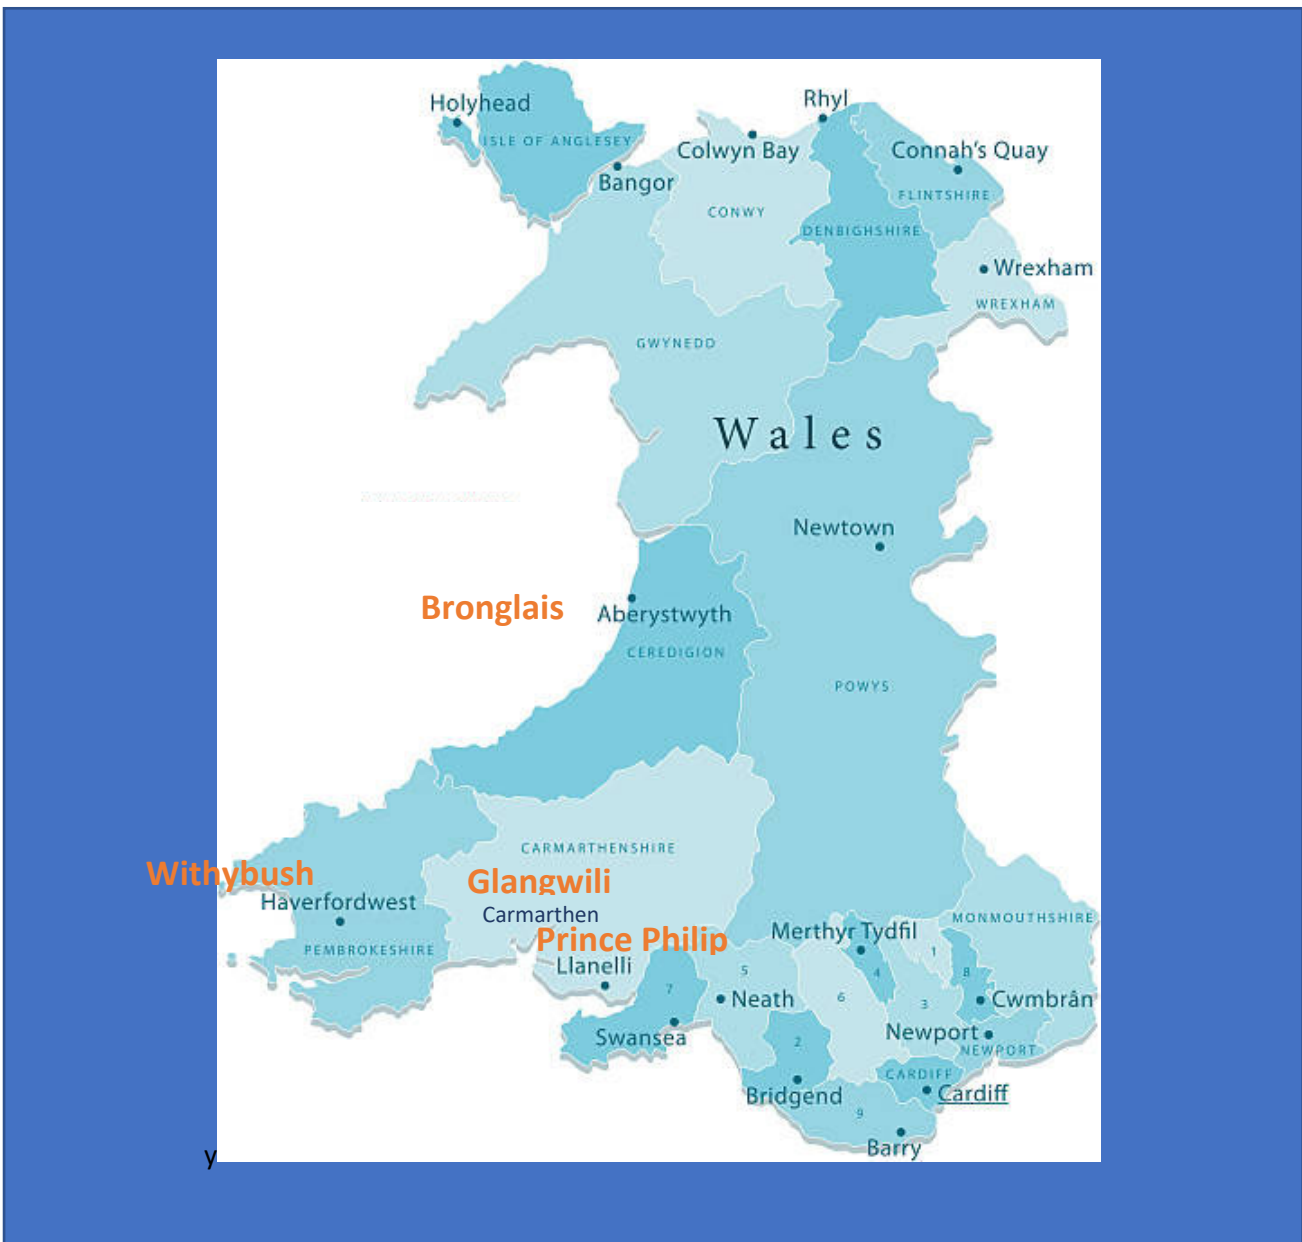 Holyhead
Rhyl
ISLE OF ANGLESEY
Colwyn Bay
Connah's Quay
Bangor
FLINTSHIRE
CONWY
DENBIGHSHIRE
Wrexham
WREXHAM
GWYNEDD
Wales
Newtown
Bronglais
Aberystwyth
CEREDIGION
POWYS
CARMARTHENSHIRE
Withybush
Glangwili
Haverfordwest
Carmarthen
MONMOUTHSHIRE
Merthyr Tydfil
Prince Philip
PEMBROKESHIRE
1
Llanelli
5
4
8
7
Neath
6
3
Cwmbrân
Swansea
2
Newport
NEWPORT
CARDIFF
Bridgend
Cardiff
9
Barry
y